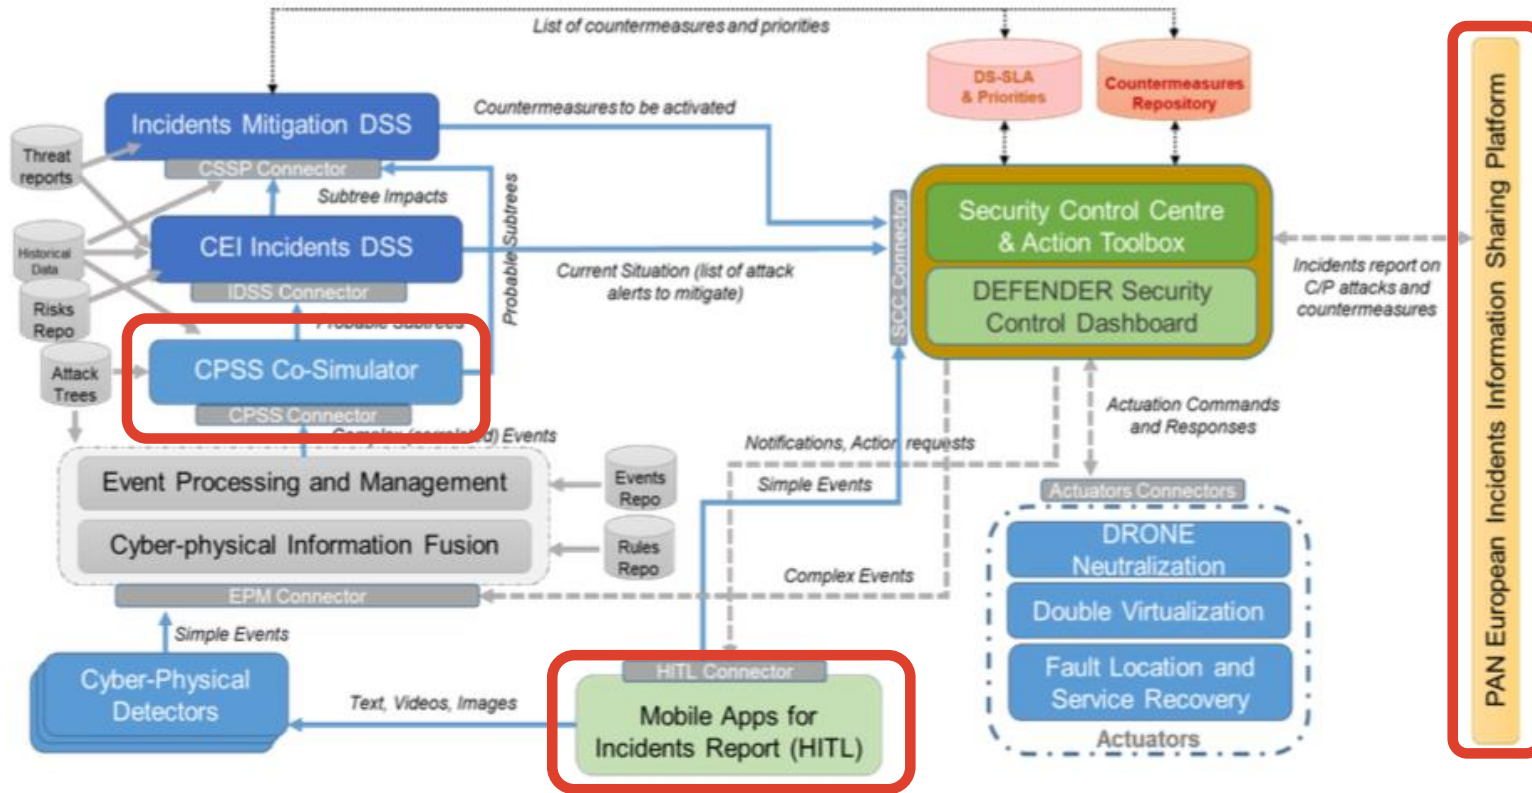 List of countermeasures and priorities
DS-SLA
& Priorities
Countermeasures
Repository
Incidents Mitigation DSS
Countermeasures to be activated
CSSP Connector
Threat
reports
Subtree Impacts
Probable Subtrees
SCC Connector
Security Control Centre
& Action Toolbox
CEI Incidents DSS
Historical
Data
IDSS Connector
Current Situation (list of attack
alerts to mitigate)
DEFENDER Security
Control Dashboard
Incidents report on
C/P attacks and
countermeasures
PAN European Incidents Information Sharing Platform
Risks
Repo
Probable Subtrees
CPSS Co-Simulator
Attack
Trees
CPSS Connector
Complex (correlated) Events
Actuation Commands
and Responses
Notifications, Action requests
Event Processing and Management
Events
Repo
Simple Events
Actuators Connectors
Cyber-physical Information Fusion
Rules
Repo
DRONE
Neutralization
EPM Connector
Complex Events
Double Virtualization
Simple Events
Cyber-Physical
Detectors
HITL Connector
Fault Location and
Service Recovery
Text, Videos, Images
Mobile Apps for
Incidents Report (HITL)
Actuators